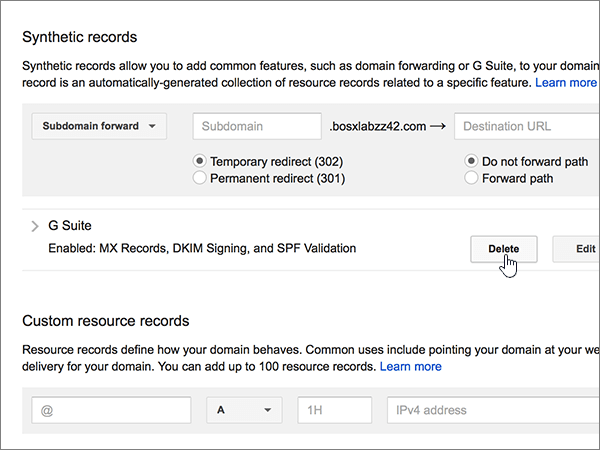 Synthetic records
Synthetic records allow you to add common features, such as domain forwarding or G Suite, to your domain
record is an automatically-generated collection of resource records related to a specific feature. Learn more
Subdomain forward Subdomain .bosxlabzz42.com → Destination URL
Temporary redirect (302) Do not forward path
Permanent redirect (301) Forward path
G Suite
Enabled: MX Records, DKIM Signing, and SPF Validation Delete Edit
Custom resource records
Resource records define how your domain behaves. Common uses include pointing your domain at your we
delivery for your domain. You can add up to 100 resource records. Learn more
@ A 1H IPv4 address